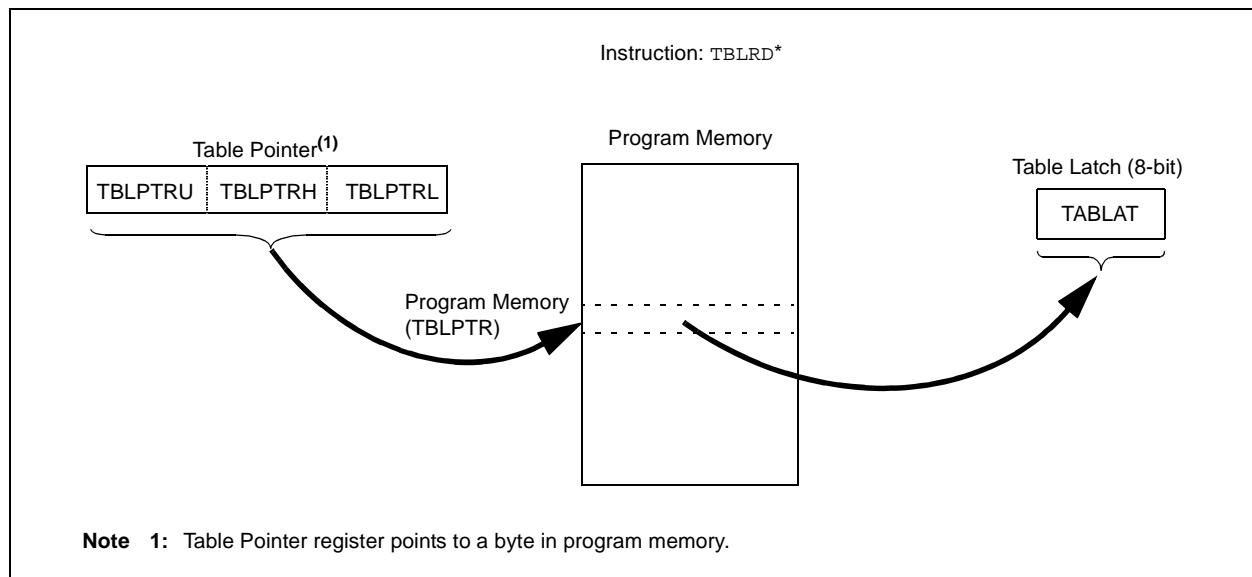 Instruction: TBLRD*
Table Pointer(1)
TBLPTRU TBLPTRH TBLPTRL
Program Memory
Table Latch (8-bit)
TABLAT
Program Memory
(TBLPTR)
Note 1: Table Pointer register points to a byte in program memory.